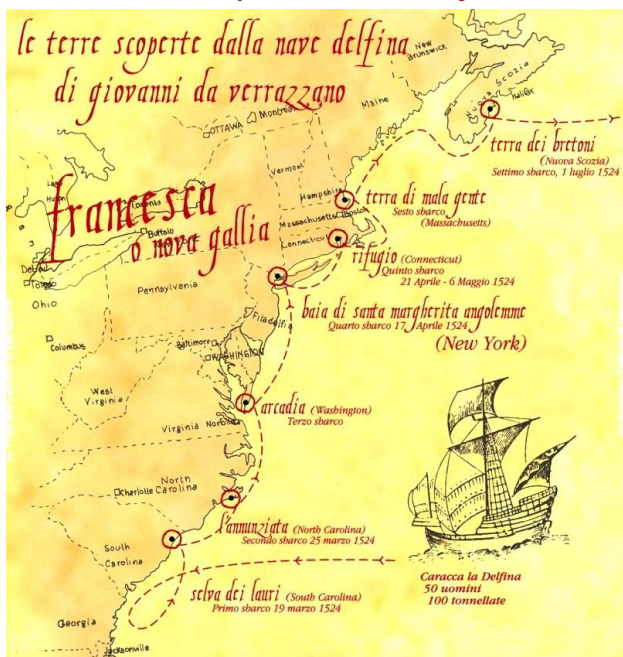 le terre scoperte dalla nave delfina
di giovanni da verrazzano
New
Brunswick
Nuova Scozia
Halifax
Maine
OTTAWA
Montreal
terra dei bretoni
(Nuova Scozia)
Settimo sbarco, 1 luglio 1524
Vermont
Hampshire
terra di mala gente
Sesto sbarco
(Massachusetts)
Massachusetts
Boston
francesca
o nova gallia
Lake
Huron
Toronto
Buffalo
Connecticut
rifugio (Connecticut)
Quinto sbarco
21 Aprile - 6 Maggio 1524
Detroit
Toledo
Ohio
Pennsylvania
baia di santa margherita angolemme
Quarto sbarco 17 Aprile 1524
(New York)
Filadelfia
Columbus
Baltimore
WASHINGTON
West
Virginia
arcadia (Washington)
Terzo sbarco
Virginia
Norfolk
North
Carolina
Charlotte
l'annunziata (North Carolina)
Secondo sbarco 25 marzo 1524
South
Carolina
selva dei lauri (South Carolina)
Primo sbarco 19 marzo 1524
Caracca la Delfina
50 uomini
100 tonnellate
Georgia
Jacksonville